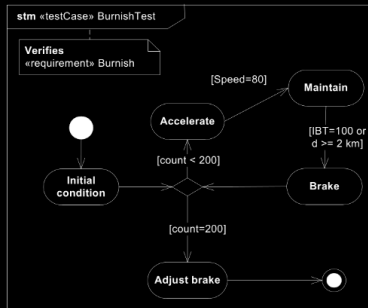 stm «testCase» BurnishTest
Verifies
«requirement» Burnish
[Speed=80]
Maintain
Accelerate
[IBT=100 or
d >= 2 km]
[count < 200]
Initial
condition
Brake
[count=200]
Adjust brake